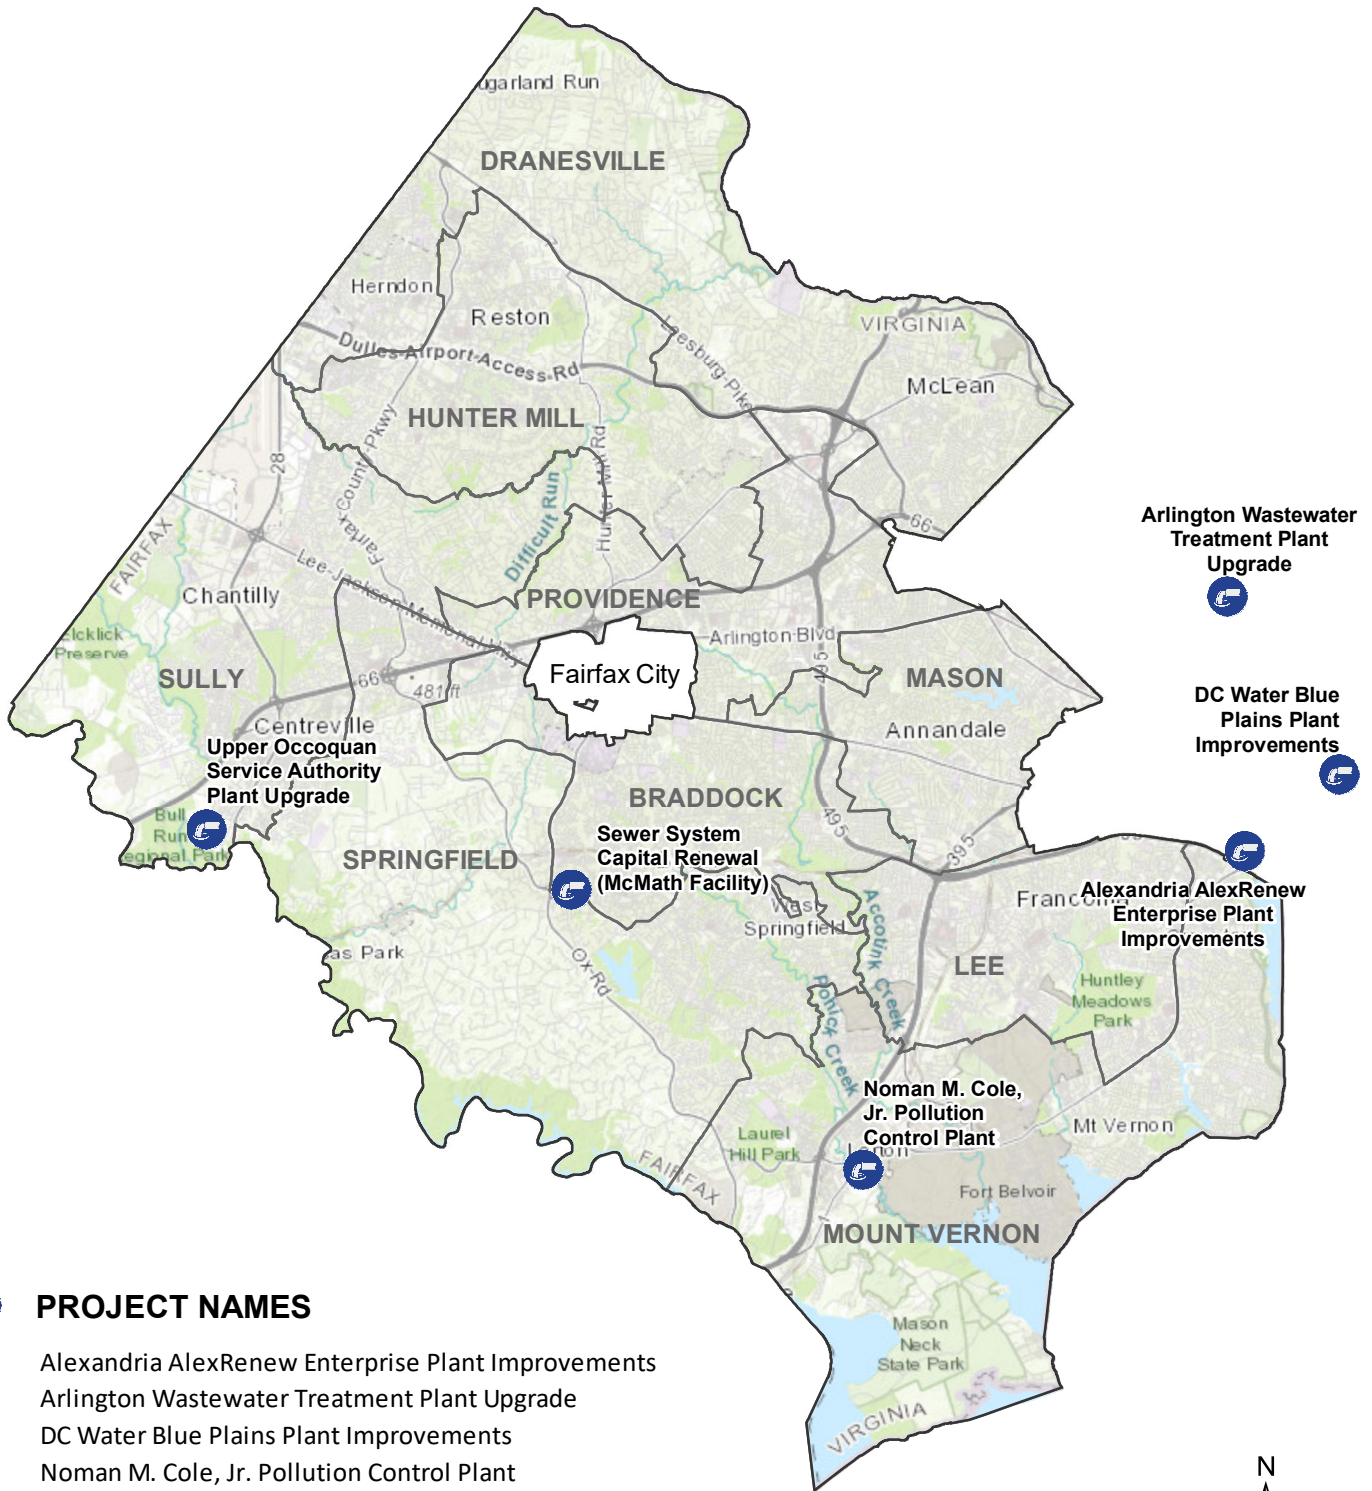 ugarland Run
DRANESVILLE
Herndon
Reston
VIRGINIA
Leesburg-Pike
Dulles-Airport-Access-Rd
McLean
HUNTER MILL
Fairfax-County-Pkwy
28
Hunter Mill Rd
Difficult Run
66
FAIRFAX
Lee-Jackson-Memorial-Hwy
Arlington Wastewater
Treatment Plant
Upgrade
Chantilly
PROVIDENCE
Elcklick
Preserve
Arlington-Blvd
495
SULLY
66
481 ft
Fairfax City
MASON
DC Water Blue
Plains Plant
Improvements
Centreville
Annandale
Upper Occoquan
Service Authority
Plant Upgrade
BRADDOCK
Bull
Run
Regional Park
495
395
Sewer System
Capital Renewal
(McMath Facility)
SPRINGFIELD
West
Springfield
Accotink Creek
Franconia
Alexandria AlexRenew
Enterprise Plant
Improvements
as Park
Ox-Rd
LEE
Huntley
Meadows
Park
Pohick Creek
Noman M. Cole,
Jr. Pollution
Control Plant
Mt Vernon
Laurel
Hill Park
Lorton
FAIRFAX
Fort Belvoir
MOUNT VERNON
PROJECT NAMES
Mason
Neck
State Park
VIRGINIA
Alexandria AlexRenew Enterprise Plant Improvements
Arlington Wastewater Treatment Plant Upgrade
DC Water Blue Plains Plant Improvements
Noman M. Cole, Jr. Pollution Control Plant
N